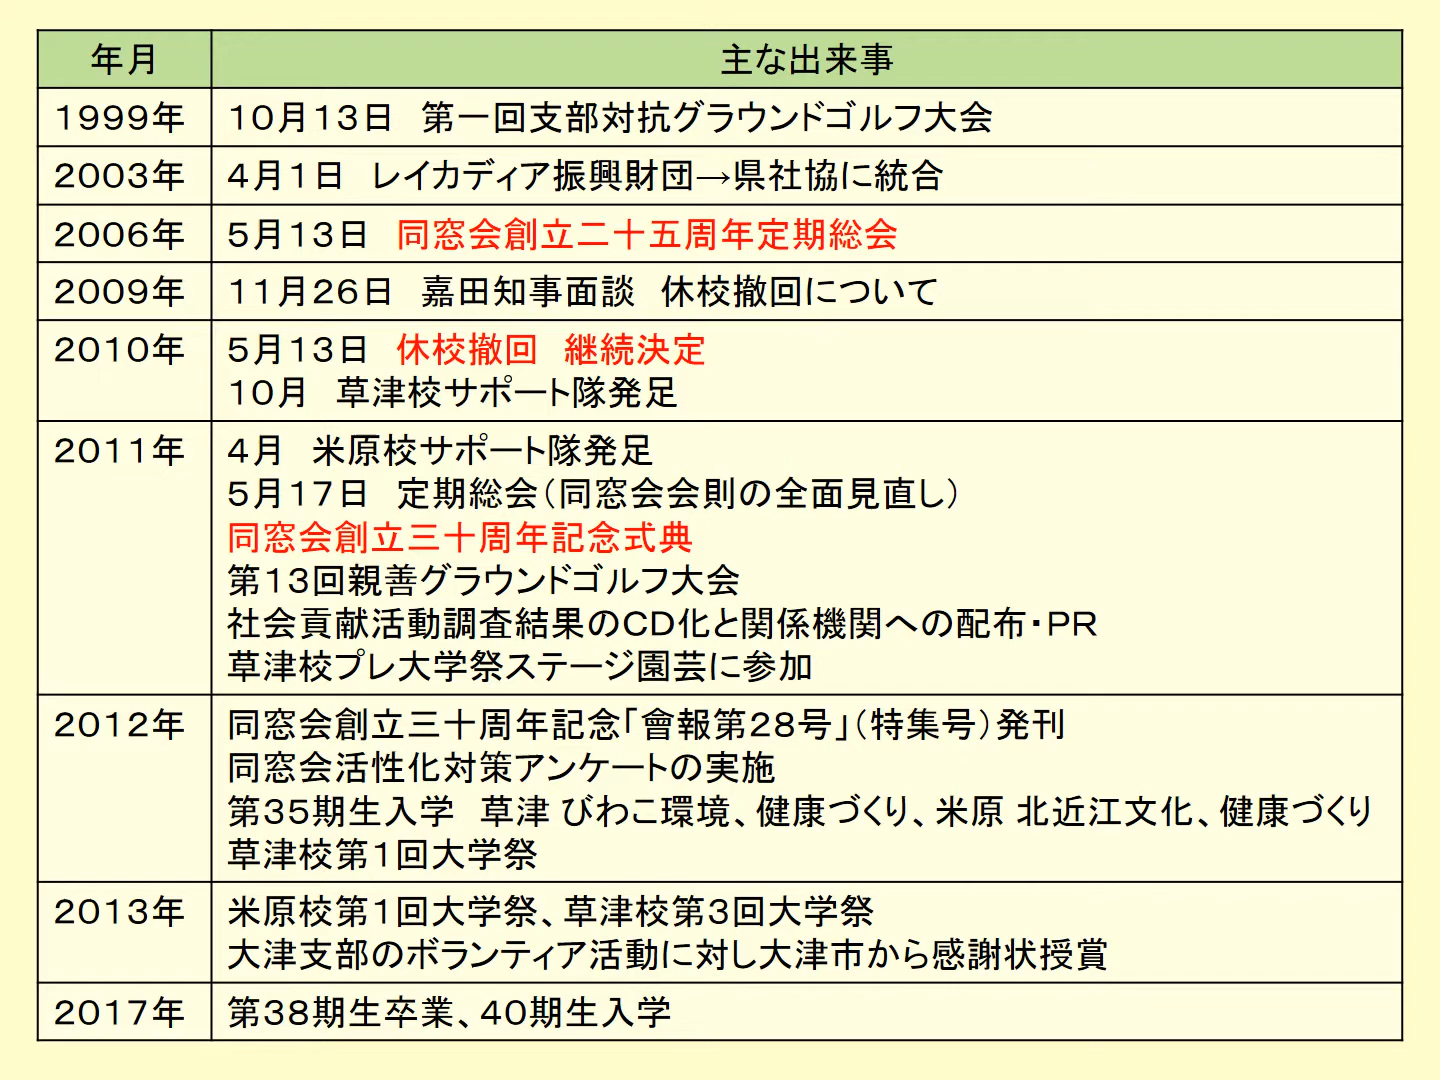 年月 主な出来事
1999年 10月13日　第一回支部対抗グラウンドゴルフ大会
2003年 4月1日　レイカディア振興財団→県社協に統合
2006年 5月13日　同窓会創立二十五周年定期総会
2009年 11月26日　嘉田知事面談　休校撤回について
2010年 5月13日　休校撤回　継続決定
10月　草津校サポート隊発足
2011年 4月　米原校サポート隊発足
5月17日　定期総会（同窓会会則の全面見直し）
同窓会創立三十周年記念式典
第13回親善グラウンドゴルフ大会
社会貢献活動調査結果のCD化と関係機関への配布・PR
草津校プレ大学祭ステージ園芸に参加
2012年 同窓会創立三十周年記念「會報第28号」（特集号）発刊
同窓会活性化対策アンケートの実施
第35期生入学　草津 びわこ環境、健康づくり、米原 北近江文化、健康づくり
草津校第1回大学祭
2013年 米原校第1回大学祭、草津校第3回大学祭
大津支部のボランティア活動に対し大津市から感謝状授賞
2017年 第38期生卒業、40期生入学